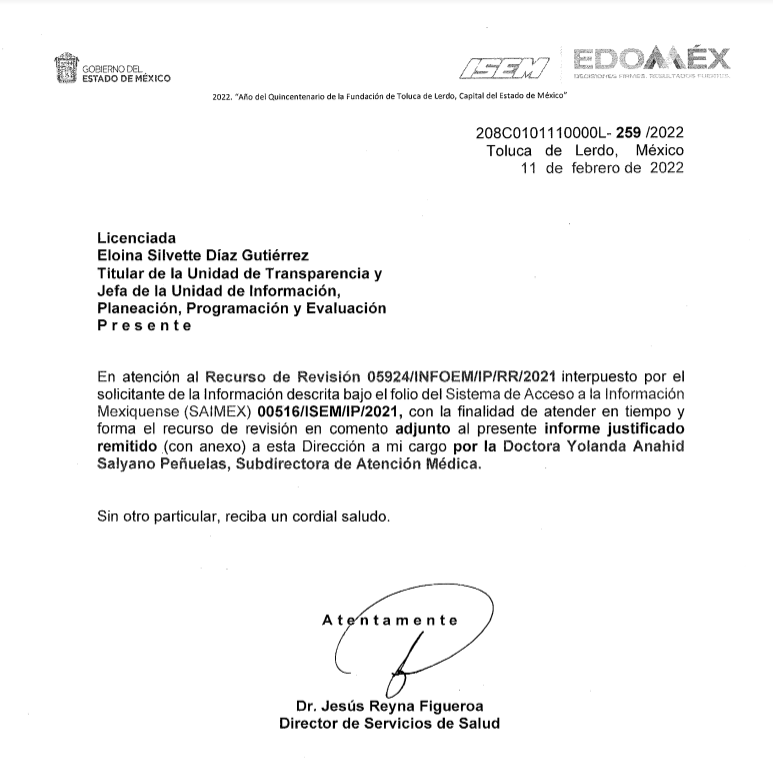 GOBIERNO DEL
ESTADO DE MÉXICO
ISEM
EDOMÉX
DECISIONES FIRMES, RESULTADOS FUERTES.
2022. "Año del Quincentenario de la Fundación de Toluca de Lerdo, Capital del Estado de México"
208C0101110000L- 259 /2022
Toluca de Lerdo, México
11 de febrero de 2022
Licenciada
Eloina Silvette Díaz Gutiérrez
Titular de la Unidad de Transparencia y
Jefa de la Unidad de Información,
Planeación, Programación y Evaluación
P r e s e n t e
En atención al Recurso de Revisión 05924/INFOEM/IP/RR/2021 interpuesto por el
solicitante de la Información descrita bajo el folio del Sistema de Acceso a la Información
Mexiquense (SAIMEX) 00516/ISEM/IP/2021, con la finalidad de atender en tiempo y
forma el recurso de revisión en comento adjunto al presente informe justificado
remitido (con anexo) a esta Dirección a mi cargo por la Doctora Yolanda Anahid
Salyano Peñuelas, Subdirectora de Atención Médica.
Sin otro particular, reciba un cordial saludo.
A t e n t a m e n t e
Dr. Jesús Reyna Figueroa
Director de Servicios de Salud